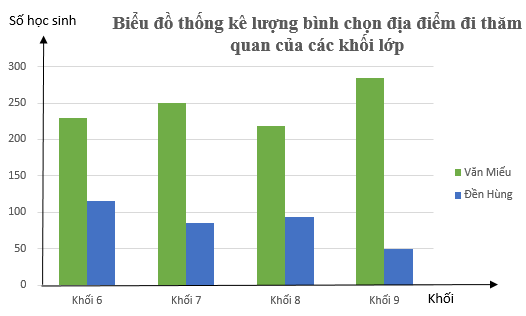 Số học sinh
Biểu đồ thống kê lượng bình chọn địa điểm đi thăm
quan của các khối lớp
300
250
200
150
100
50
0
Khối 6
Khối 7
Khối 8
Khối 9
Khối
Văn Miếu
Đền Hùng